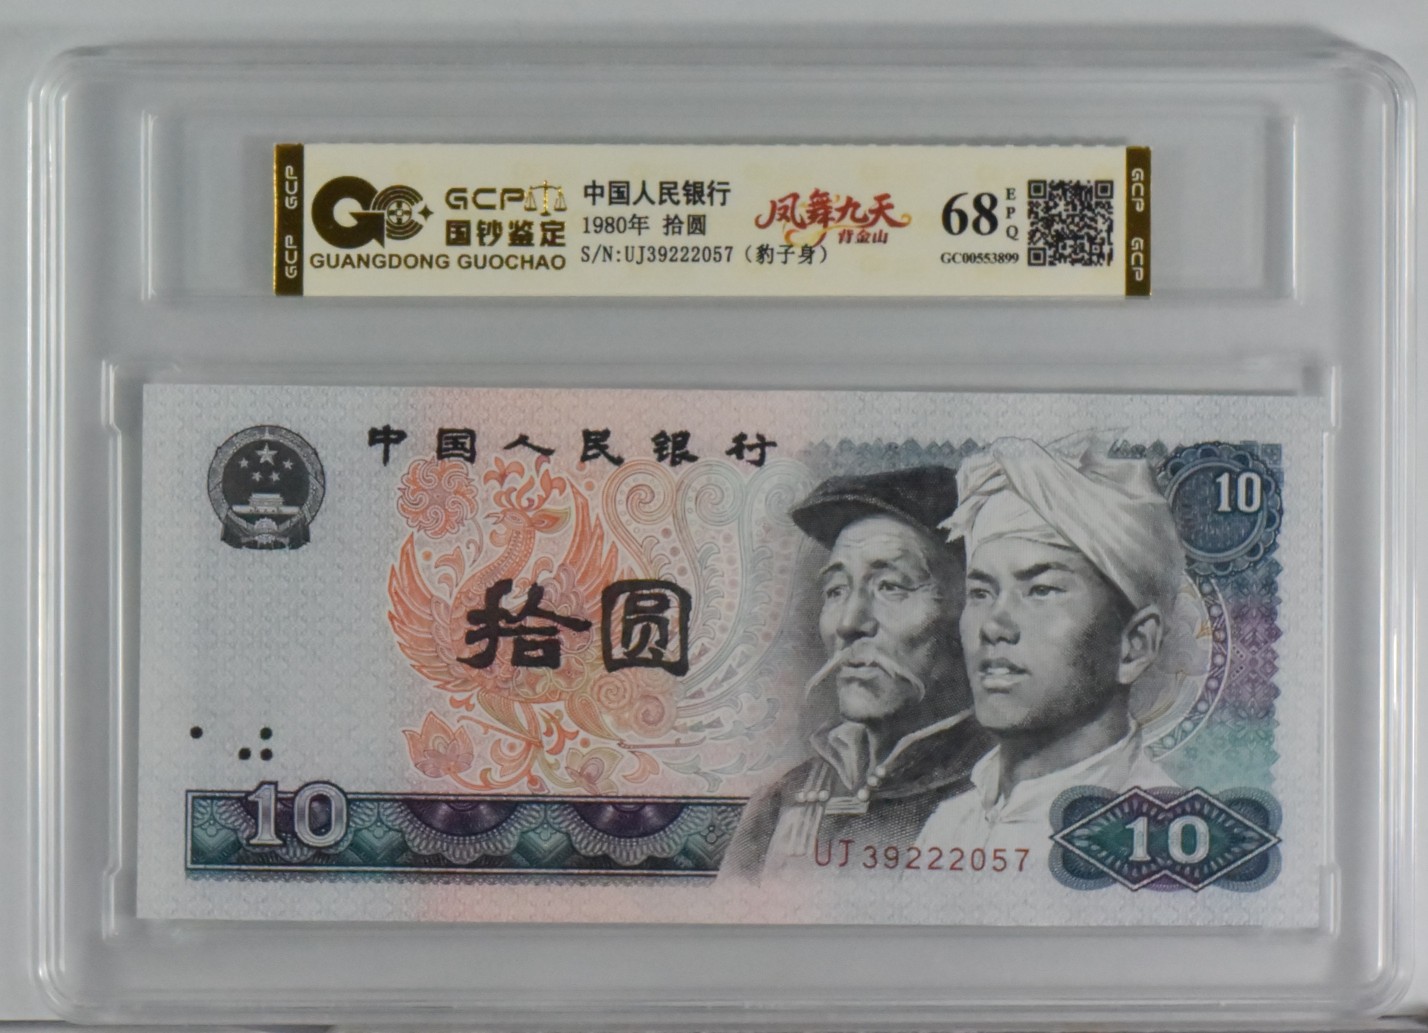 GCP
GCP
GCP
国钞鉴定
GUANGDONG GUOCHAO
中国人民银行
1980年 拾圆
S/N:UJ39222057（豹子身）
凤舞九天
背金山
68
EPQ
GC00553899
GCP
GCP
中国人民银行
10
拾圆
10
UJ39222057
10